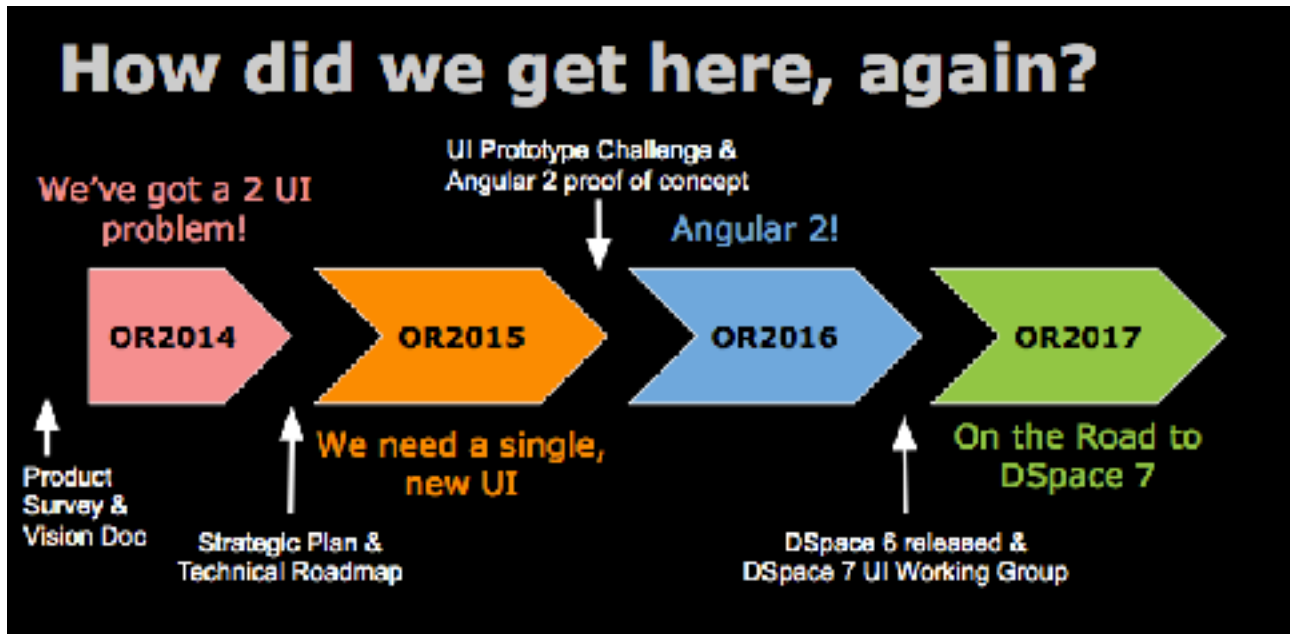 How did we get here, again?
UI Prototype Challenge &
Angular 2 proof of concept
We've got a 2 UI
problem!
Angular 2!
OR2014
OR2015
OR2016
OR2017
Product
Survey &
Vision Doc
We need a single,
new UI
On the Road to
DSpace 7
Strategic Plan &
Technical Roadmap
DSpace 6 released &
DSpace 7 UI Working Group